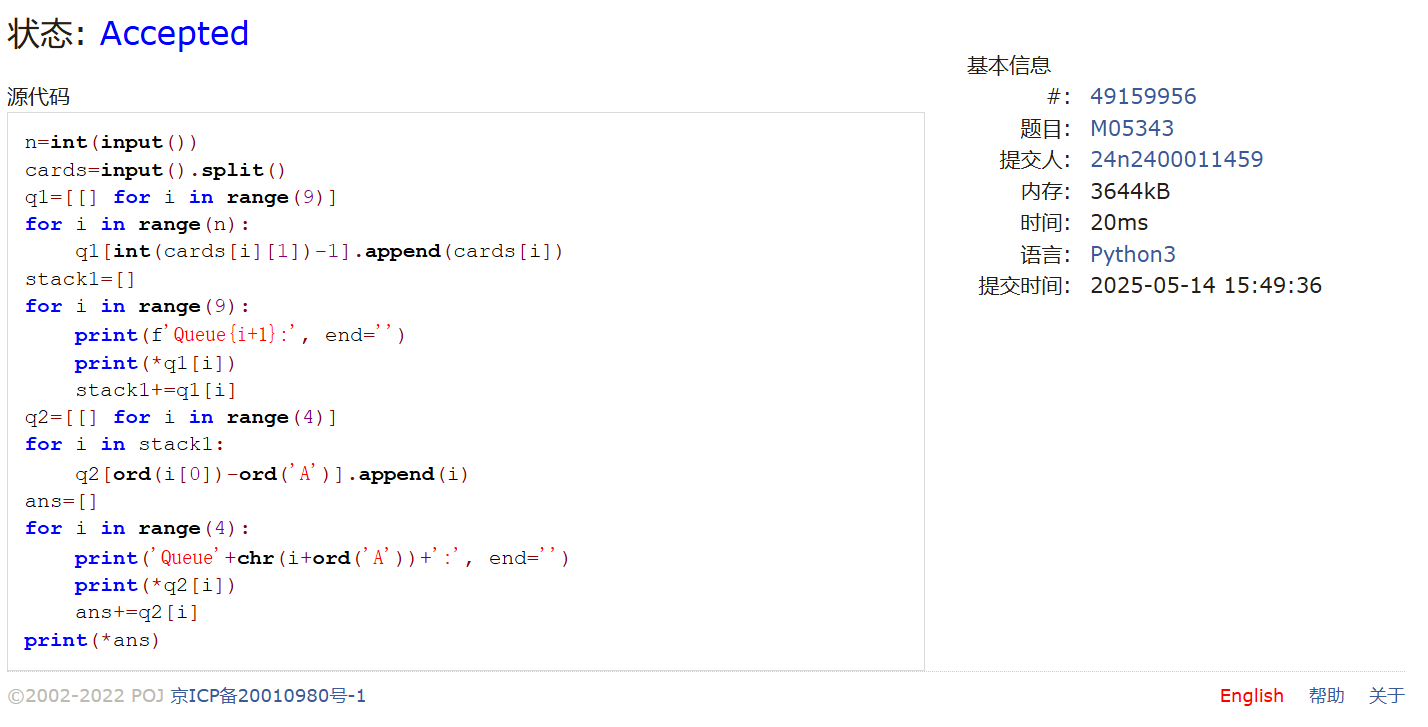 状态: Accepted
源代码
n=int(input())
cards=input().split()
q1=[[] for i in range(9)]
for i in range(n):
    q1[int(cards[i][1])-1].append(cards[i])
stack1=[]
for i in range(9):
    print(f'Queue{i+1}:', end='')
    print(*q1[i])
    stack1+=q1[i]
q2=[[] for i in range(4)]
for i in stack1:
    q2[ord(i[0])-ord('A')].append(i)
ans=[]
for i in range(4):
    print('Queue'+chr(i+ord('A'))+':', end='')
    print(*q2[i])
    ans+=q2[i]
print(*ans)
基本信息
#: 49159956
题目: M05343
提交人: 24n2400011459
内存: 3644kB
时间: 20ms
语言: Python3
提交时间: 2025-05-14 15:49:36
©2002-2022 POJ 京ICP备20010980号-1
English 帮助 关于